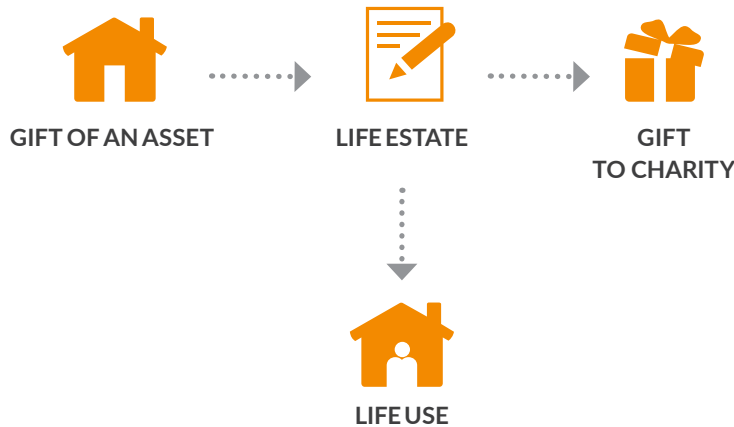 GIFT OF AN ASSET
LIFE ESTATE
GIFT
TO CHARITY
LIFE USE